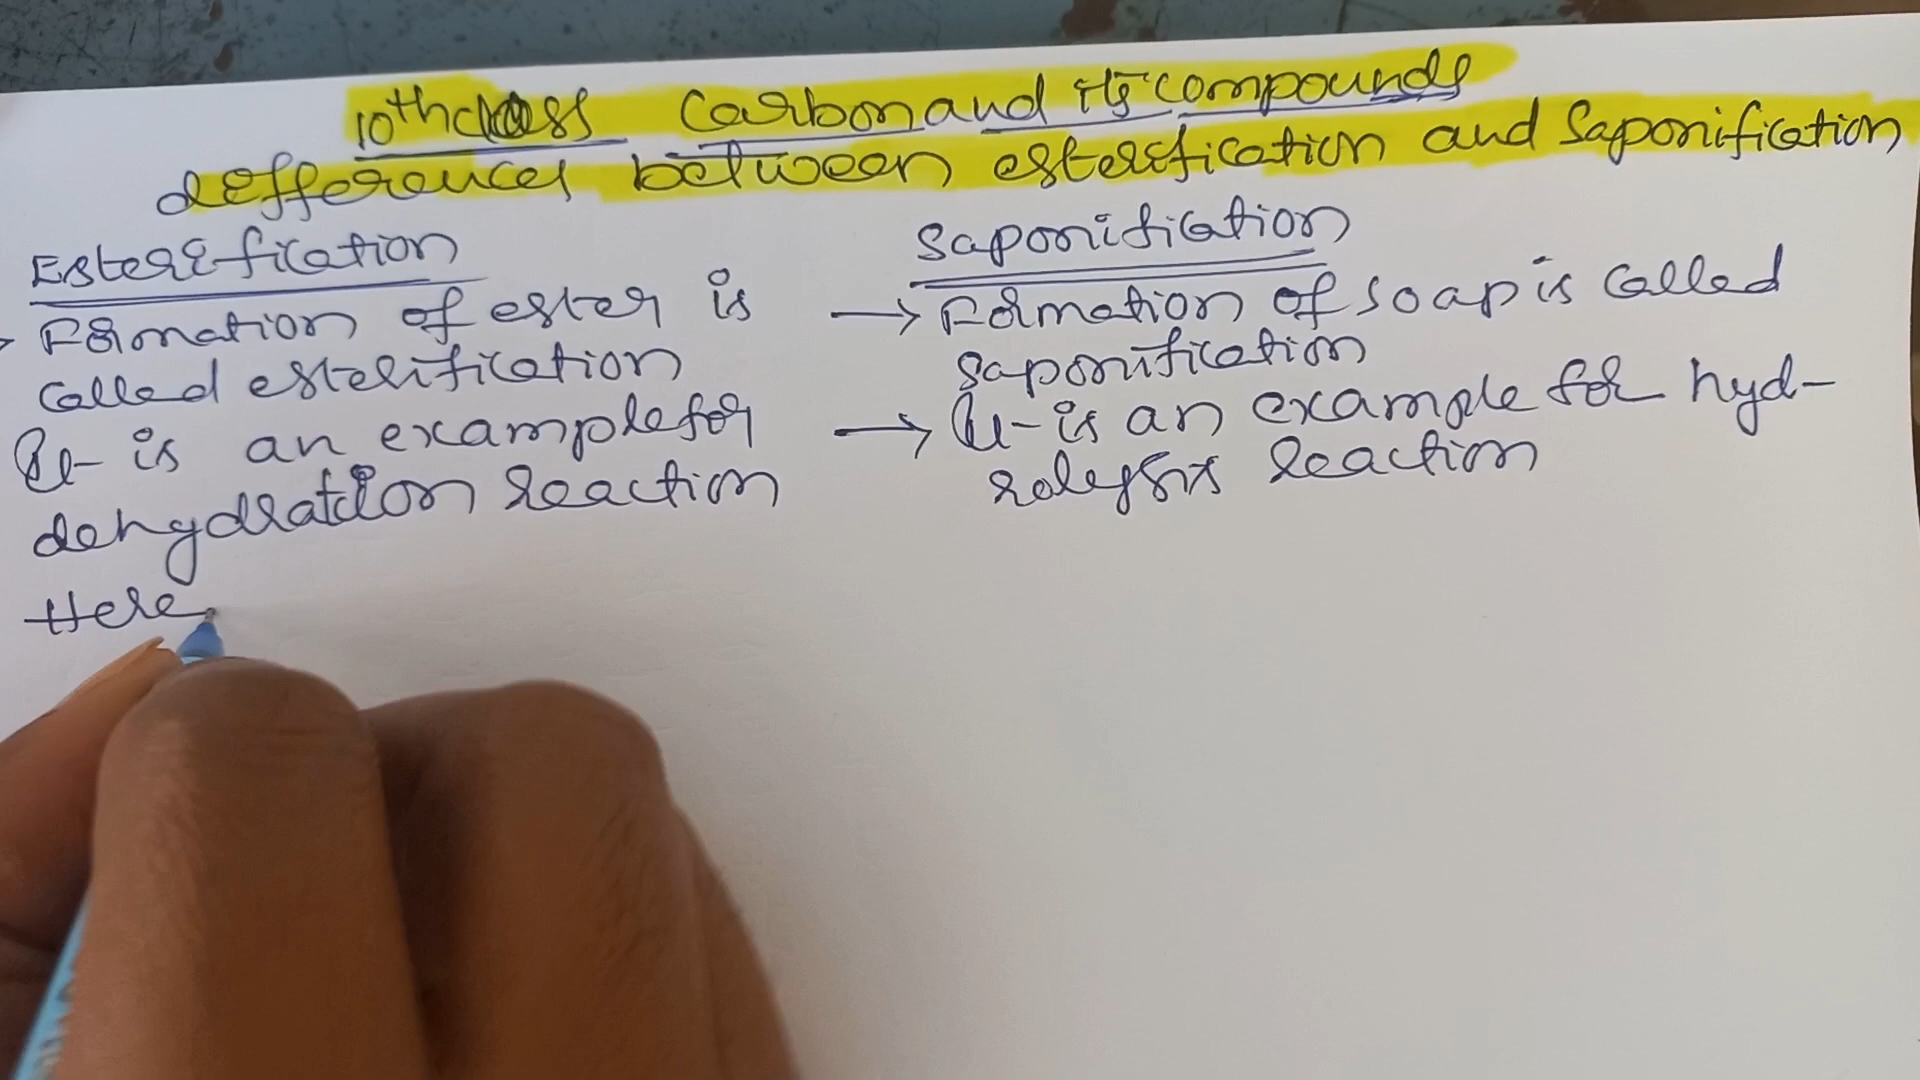 10th class Carbon and its compounds
defferences between esterification and Saponification
Esterification
Formation of ester is
called esterification
It is an example for
dehydration reaction
Here
Saponification
→ Formation of soap is called
saponification
→ It is an example for hyd-
rolysis reaction